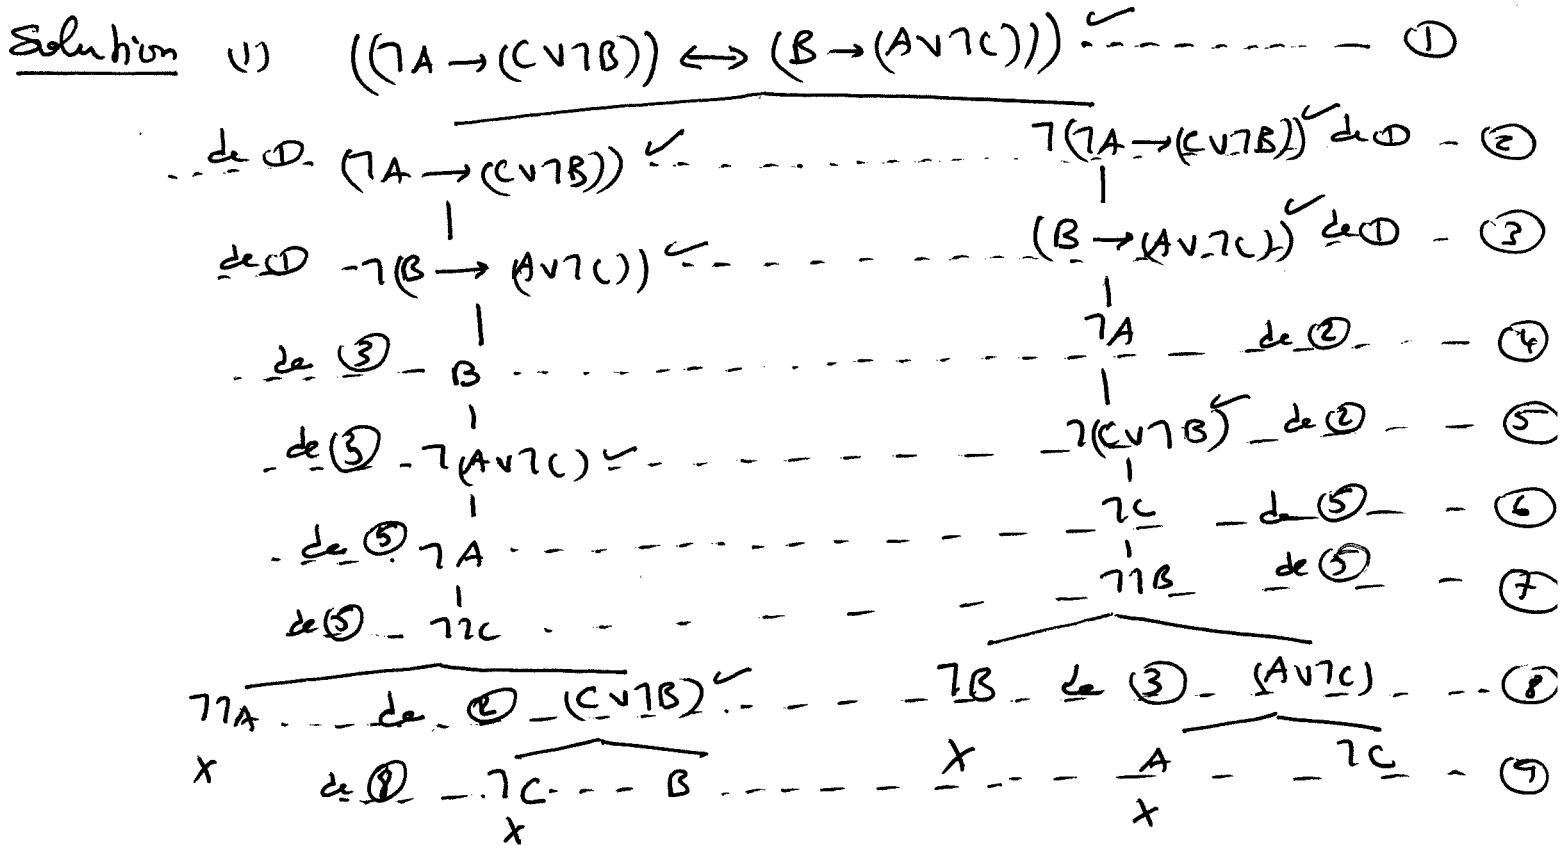 Solution (1) ((¬A→(C∨¬B)) ↔ (B→(A∨¬C))) ✓ ①
de ① (¬A→(C∨¬B)) ✓ ¬(¬A→(C∨¬B)) ✓ de ① ②
de ① ¬(B→(A∨¬C)) ✓ (B→(A∨¬C)) ✓ de ① ③
de ③ B ¬A de ② ④
de ③ ¬(A∨¬C) ✓ ¬(C∨¬B) ✓ de ② ⑤
de ⑤ ¬A ¬C de ⑤ ⑥
de ⑤ ¬¬C ¬¬B de ⑤ ⑦
¬¬A de ② (C∨¬B) ✓ ¬B de ③ (A∨¬C) ⑧
x de ⑧ ¬C B x A ¬C ⑨
x x